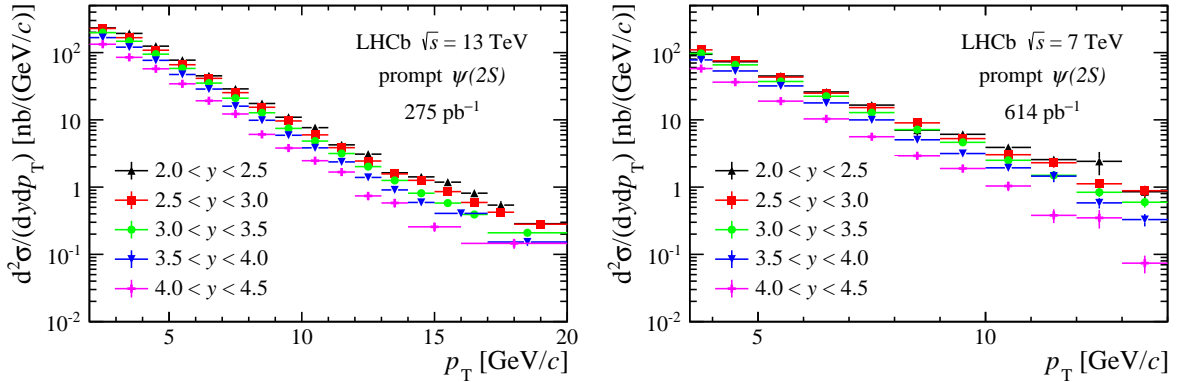 d²σ/(dydp_T) [nb/(GeV/c)]
10²
10
1
10⁻¹
10⁻²
LHCb √s = 13 TeV
prompt ψ(2S)
275 pb⁻¹
2.0 < y < 2.5
2.5 < y < 3.0
3.0 < y < 3.5
3.5 < y < 4.0
4.0 < y < 4.5
5 10 15 20
p_T [GeV/c]
d²σ/(dydp_T) [nb/(GeV/c)]
10²
10
1
10⁻¹
10⁻²
LHCb √s = 7 TeV
prompt ψ(2S)
614 pb⁻¹
2.0 < y < 2.5
2.5 < y < 3.0
3.0 < y < 3.5
3.5 < y < 4.0
4.0 < y < 4.5
5 10
p_T [GeV/c]